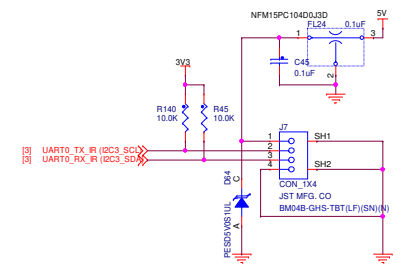 NFM15PC104D0J3D
5V
FL24
0.1uF
1
3
3V3
C45
0.1uF
2
R140
10.0K
R45
10.0K
J7
[3] UART0_TX_IR (I2C3_SCL)
[3] UART0_RX_IR (I2C3_SDA)
1
2
3
4
SH1
SH2
D64
C
A
PESD5V0S1UL
CON_1X4
JST MFG. CO
BM04B-GHS-TBT(LF)(SN)(N)